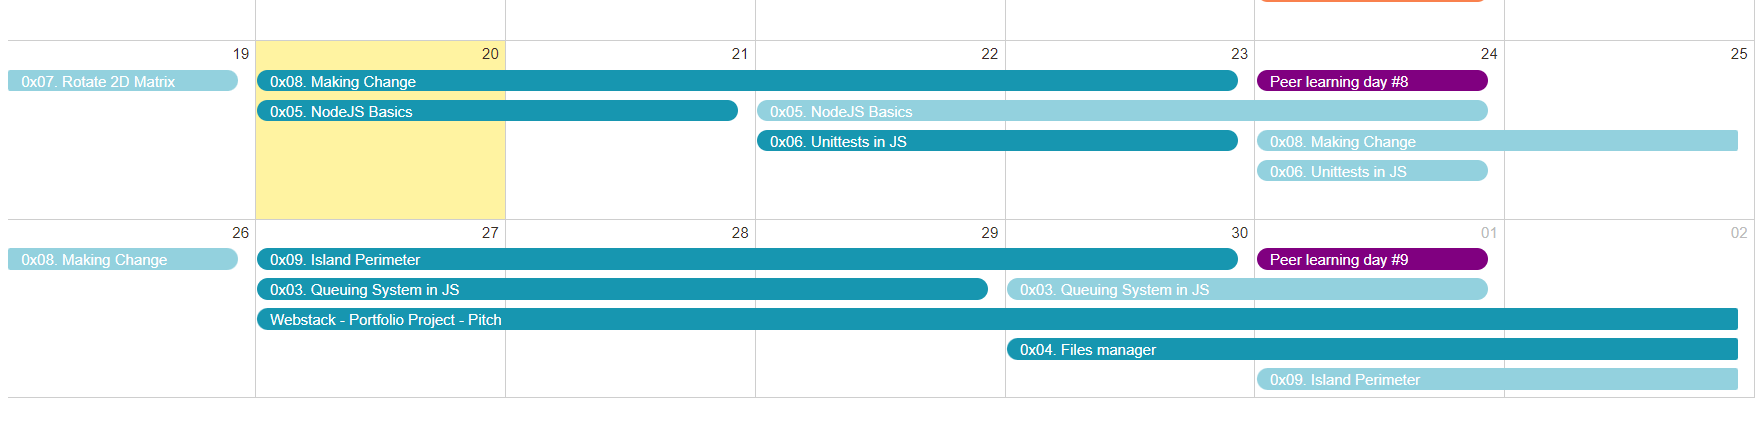 19 20 21 22 23 24 25
0x07. Rotate 2D Matrix 0x08. Making Change Peer learning day #8
0x05. NodeJS Basics 0x05. NodeJS Basics
0x06. Unittests in JS 0x08. Making Change
0x06. Unittests in JS
26 27 28 29 30 01 02
0x08. Making Change 0x09. Island Perimeter Peer learning day #9
0x03. Queuing System in JS 0x03. Queuing System in JS
Webstack - Portfolio Project - Pitch
0x04. Files manager
0x09. Island Perimeter